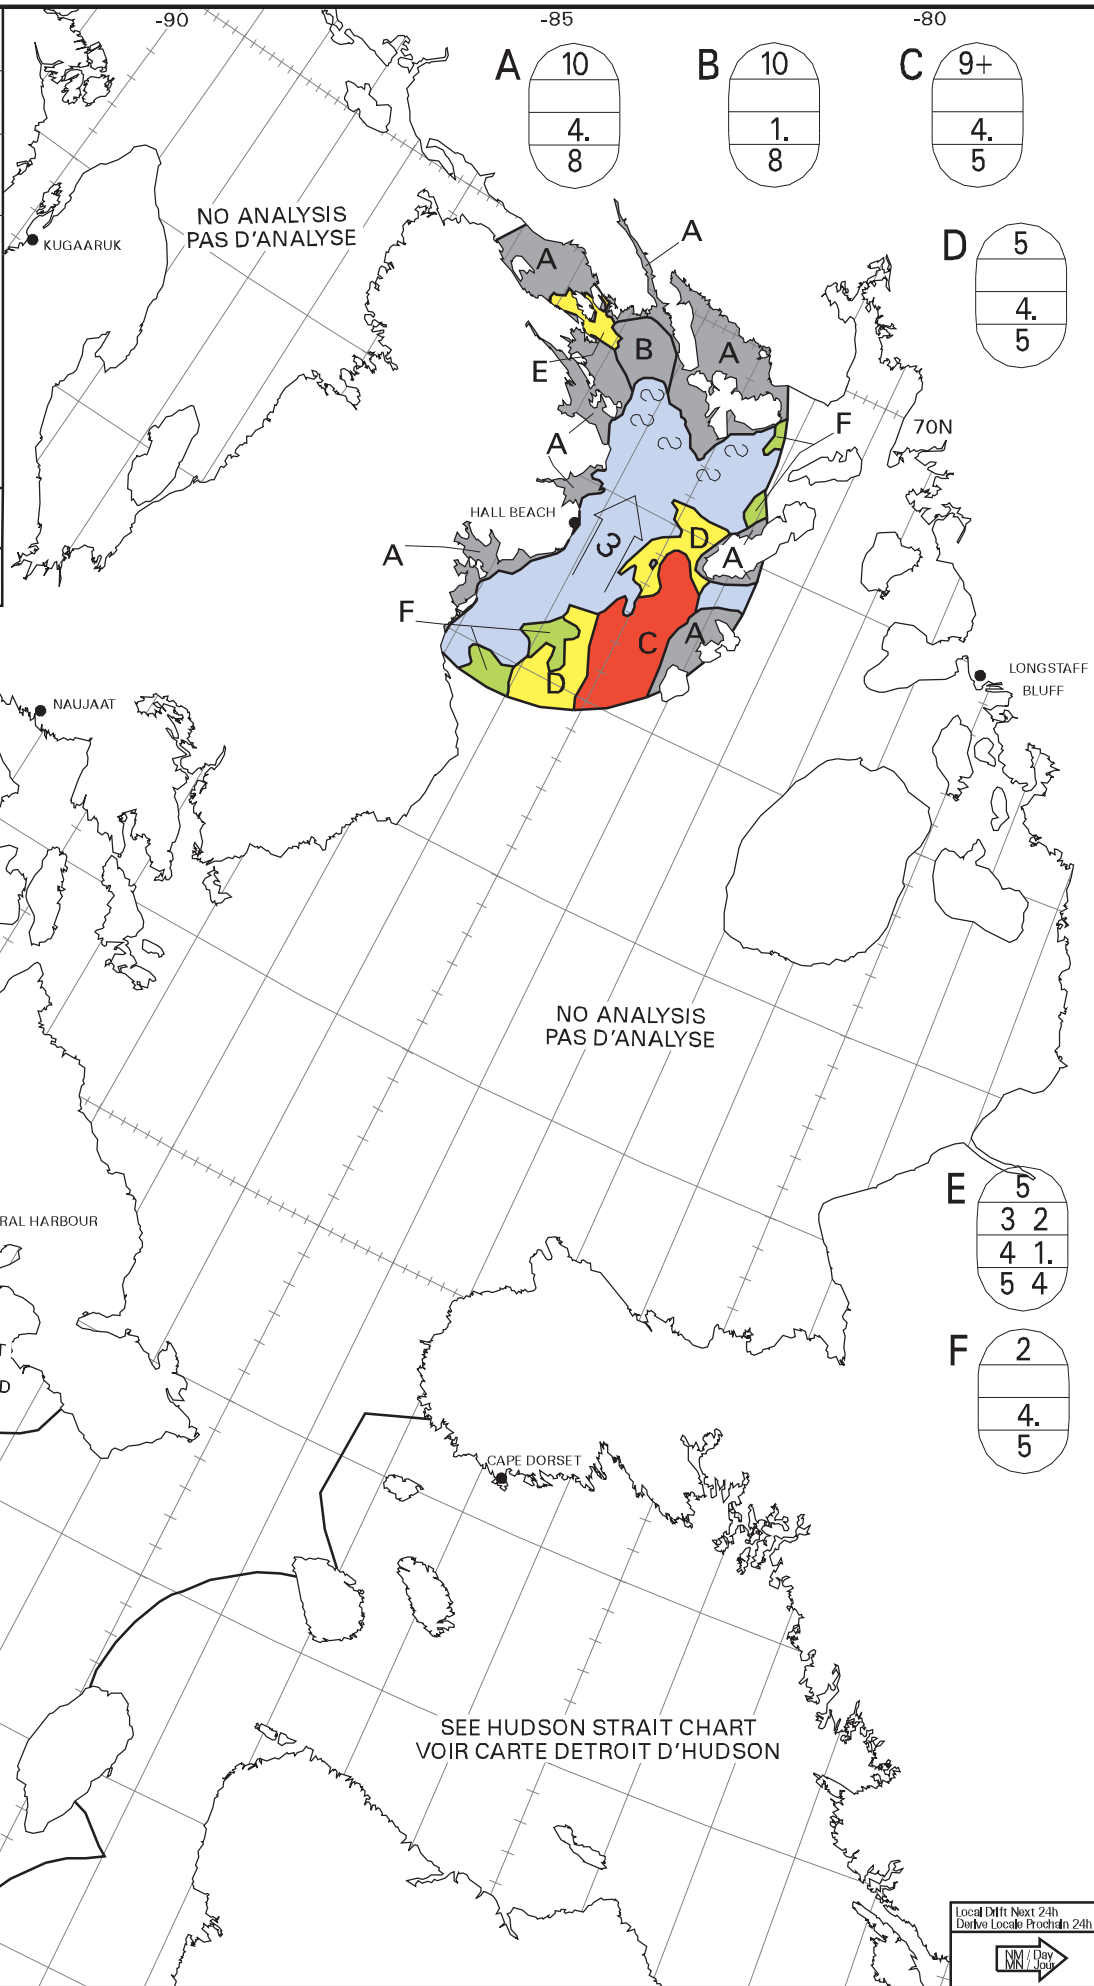 -90
-85
-80
A
10
4.
8
B
10
1.
8
C
9+
4.
5
D
5
4.
5
NO ANALYSIS
PAS D'ANALYSE
KUGAARUK
A
A
B
A
E
A
F
70N
HALL BEACH
3
D
A
A
F
C
A
D
LONGSTAFF
BLUFF
NAUJAAT
NO ANALYSIS
PAS D'ANALYSE
E
5
3 2
4 1.
5 4
RAL HARBOUR
F
2
4.
5
T
D
CAPE DORSET
SEE HUDSON STRAIT CHART
VOIR CARTE DETROIT D'HUDSON
Local Drift Next 24h
Derive Locale Prochain 24h
NM / Day
MN / Jour